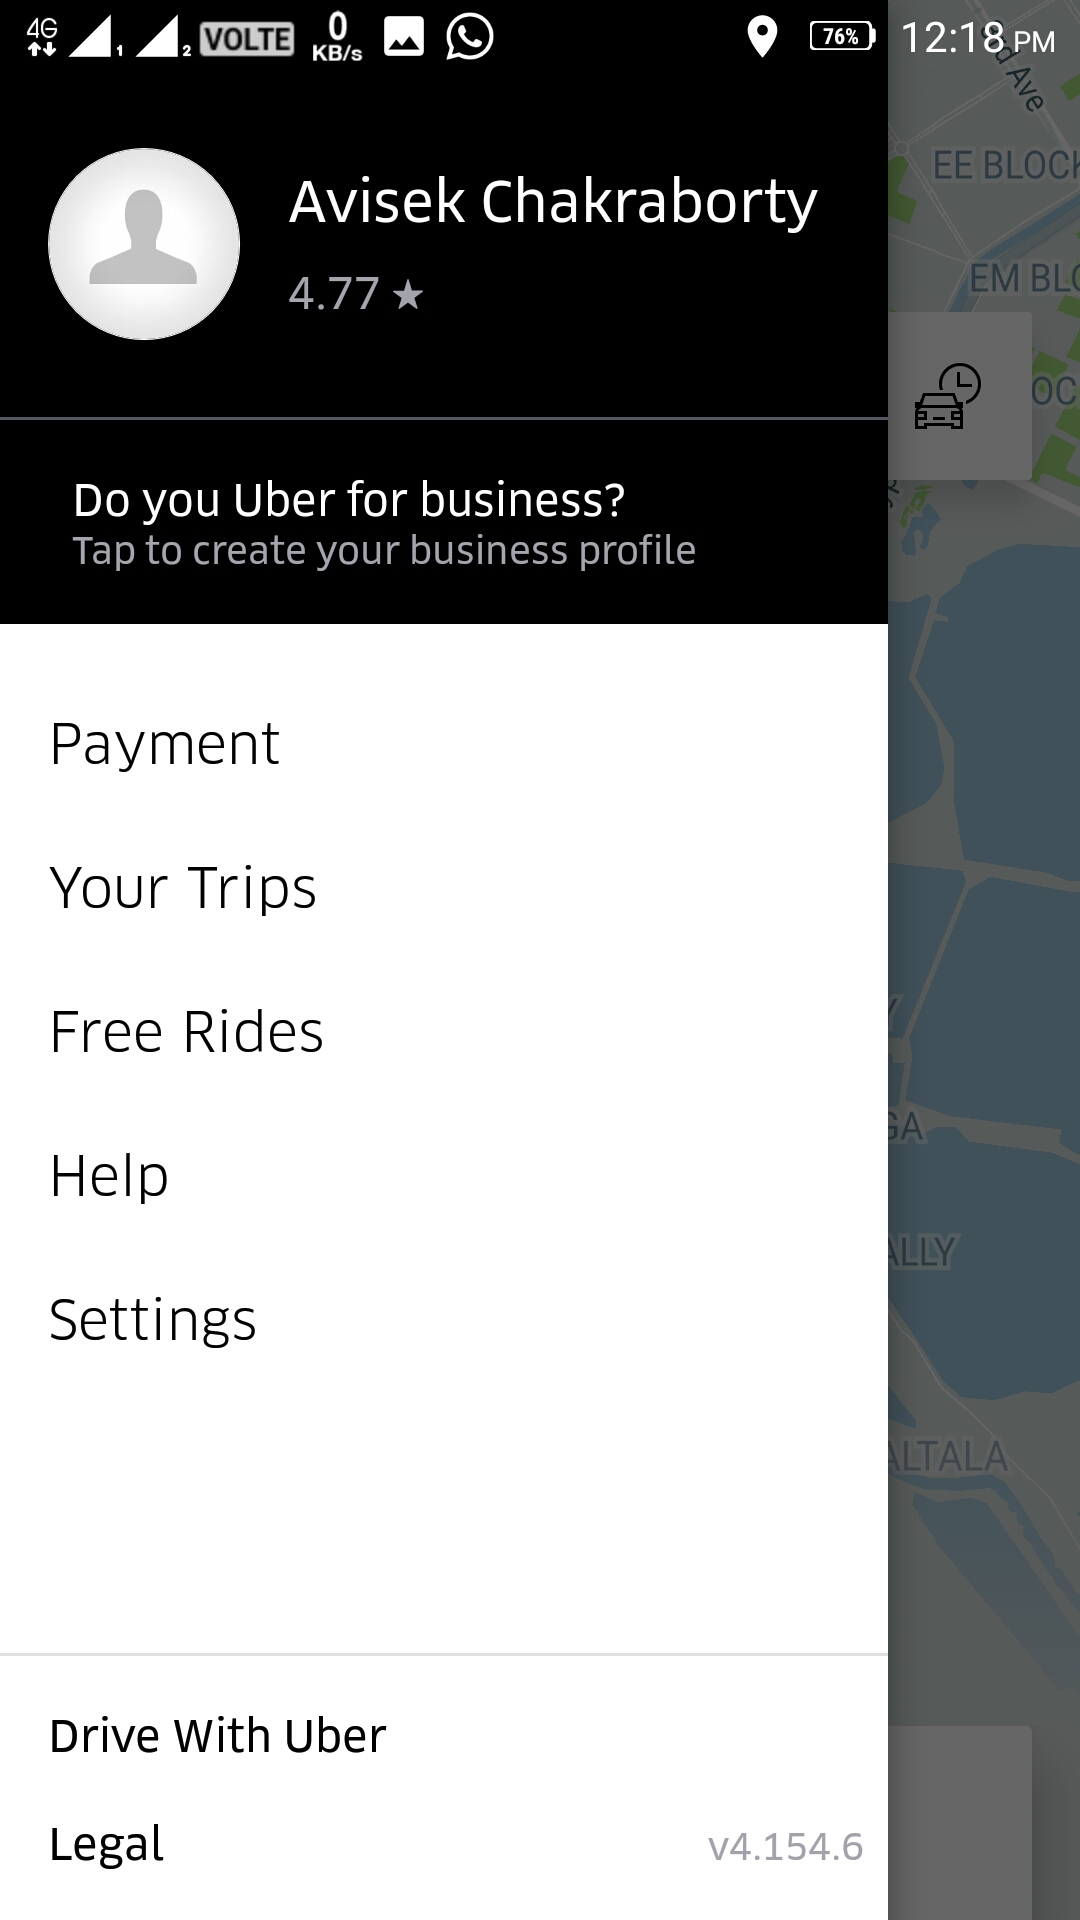 4G 1 2 VOLTE 0 KB/s 76% 12:18 PM
3rd Ave
EE BLOCK
Avisek Chakraborty
4.77 ★
EM BLO
OC
Do you Uber for business?
Tap to create your business profile
Payment
Your Trips
Free Rides
GA
Help
ALLY
Settings
ALTALA
Drive With Uber
Legal
v4.154.6